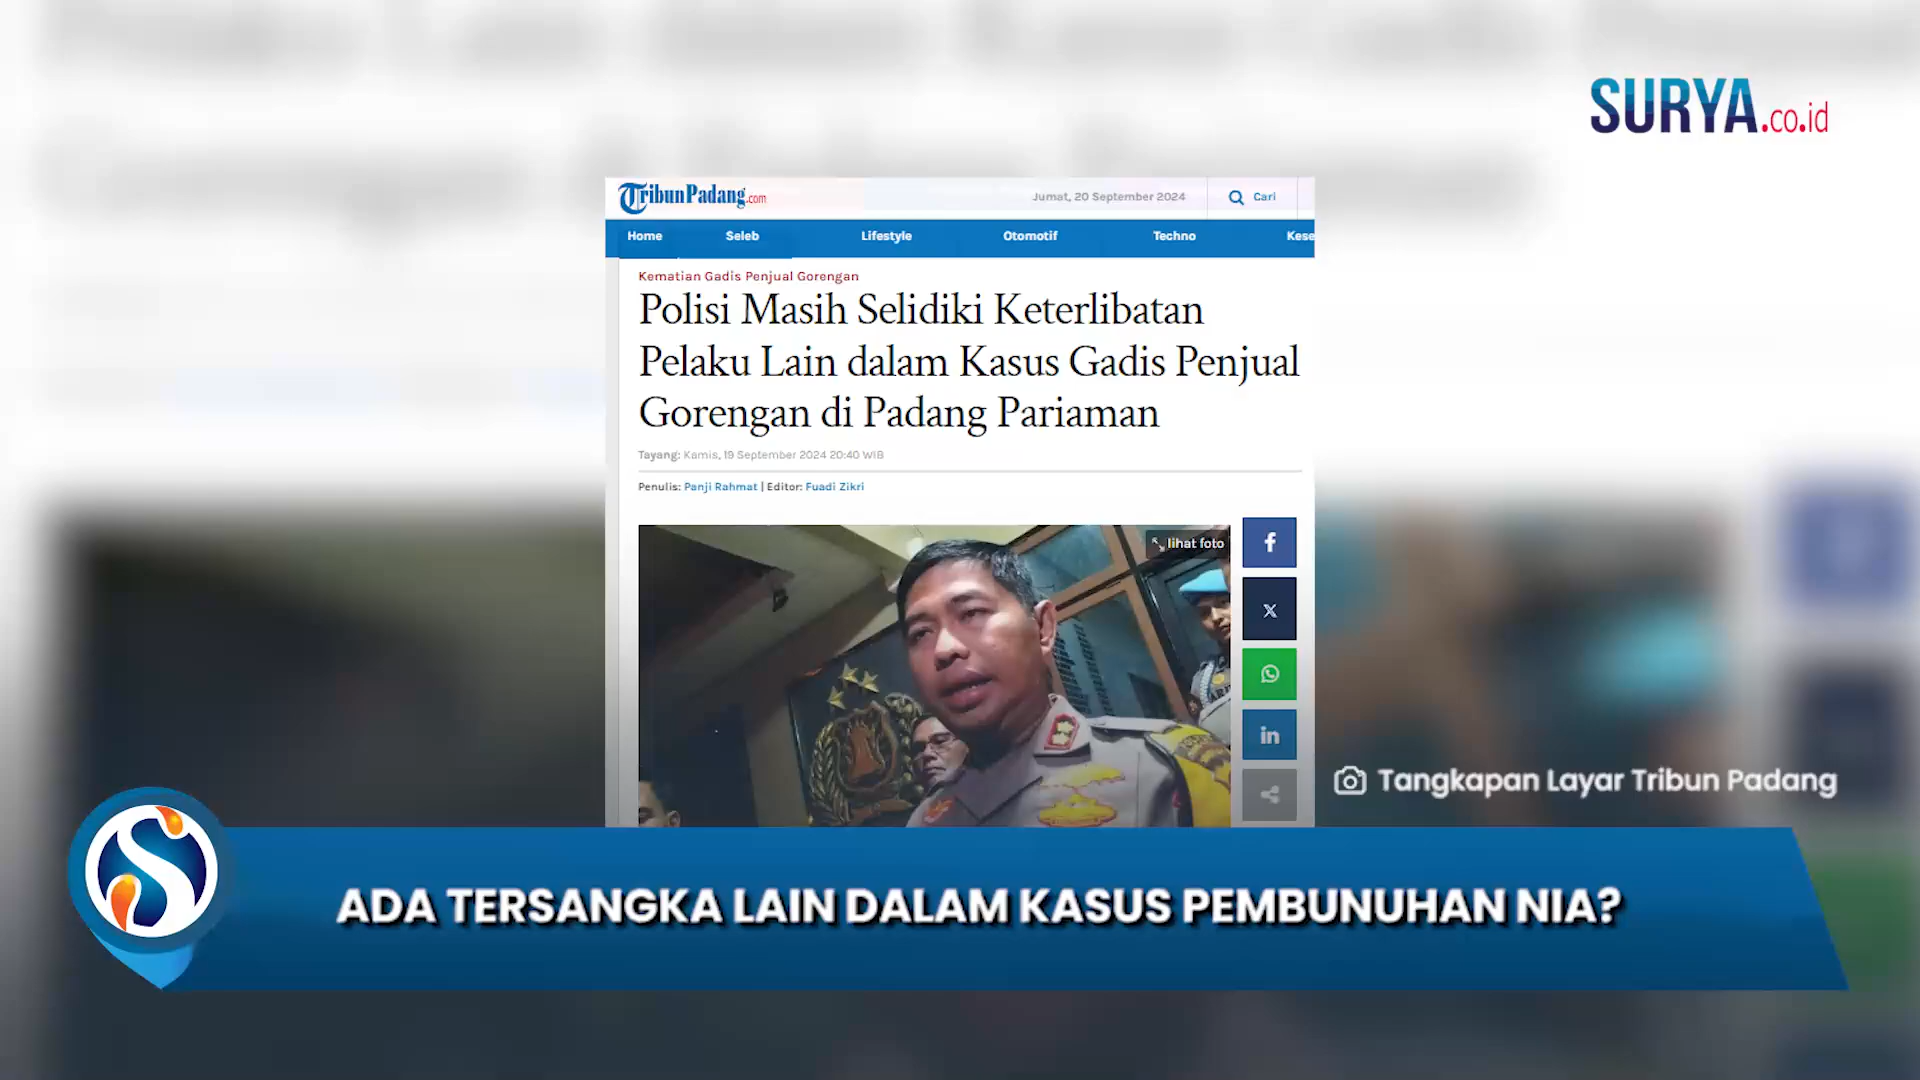 SURYA.co.id
TribunPadang.com
Jumat, 20 September 2024
Cari
Home Seleb Lifestyle Otomotif Techno Kese
Kematian Gadis Penjual Gorengan
Polisi Masih Selidiki Keterlibatan
Pelaku Lain dalam Kasus Gadis Penjual
Gorengan di Padang Pariaman
Tayang: Kamis, 19 September 2024 20:40 WIB
Penulis: Panji Rahmat | Editor: Fuadi Zikri
lihat foto
Tangkapan Layar Tribun Padang
ADA TERSANGKA LAIN DALAM KASUS PEMBUNUHAN NIA?